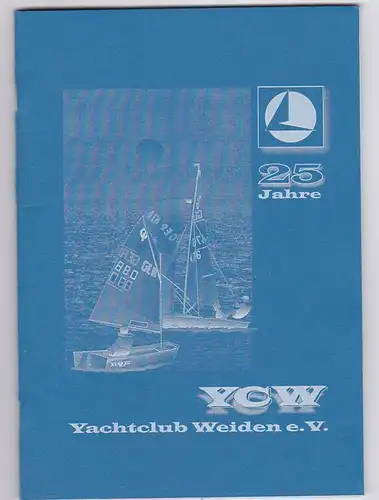 25
Jahre
YCW
Yachtclub Weiden e.V.